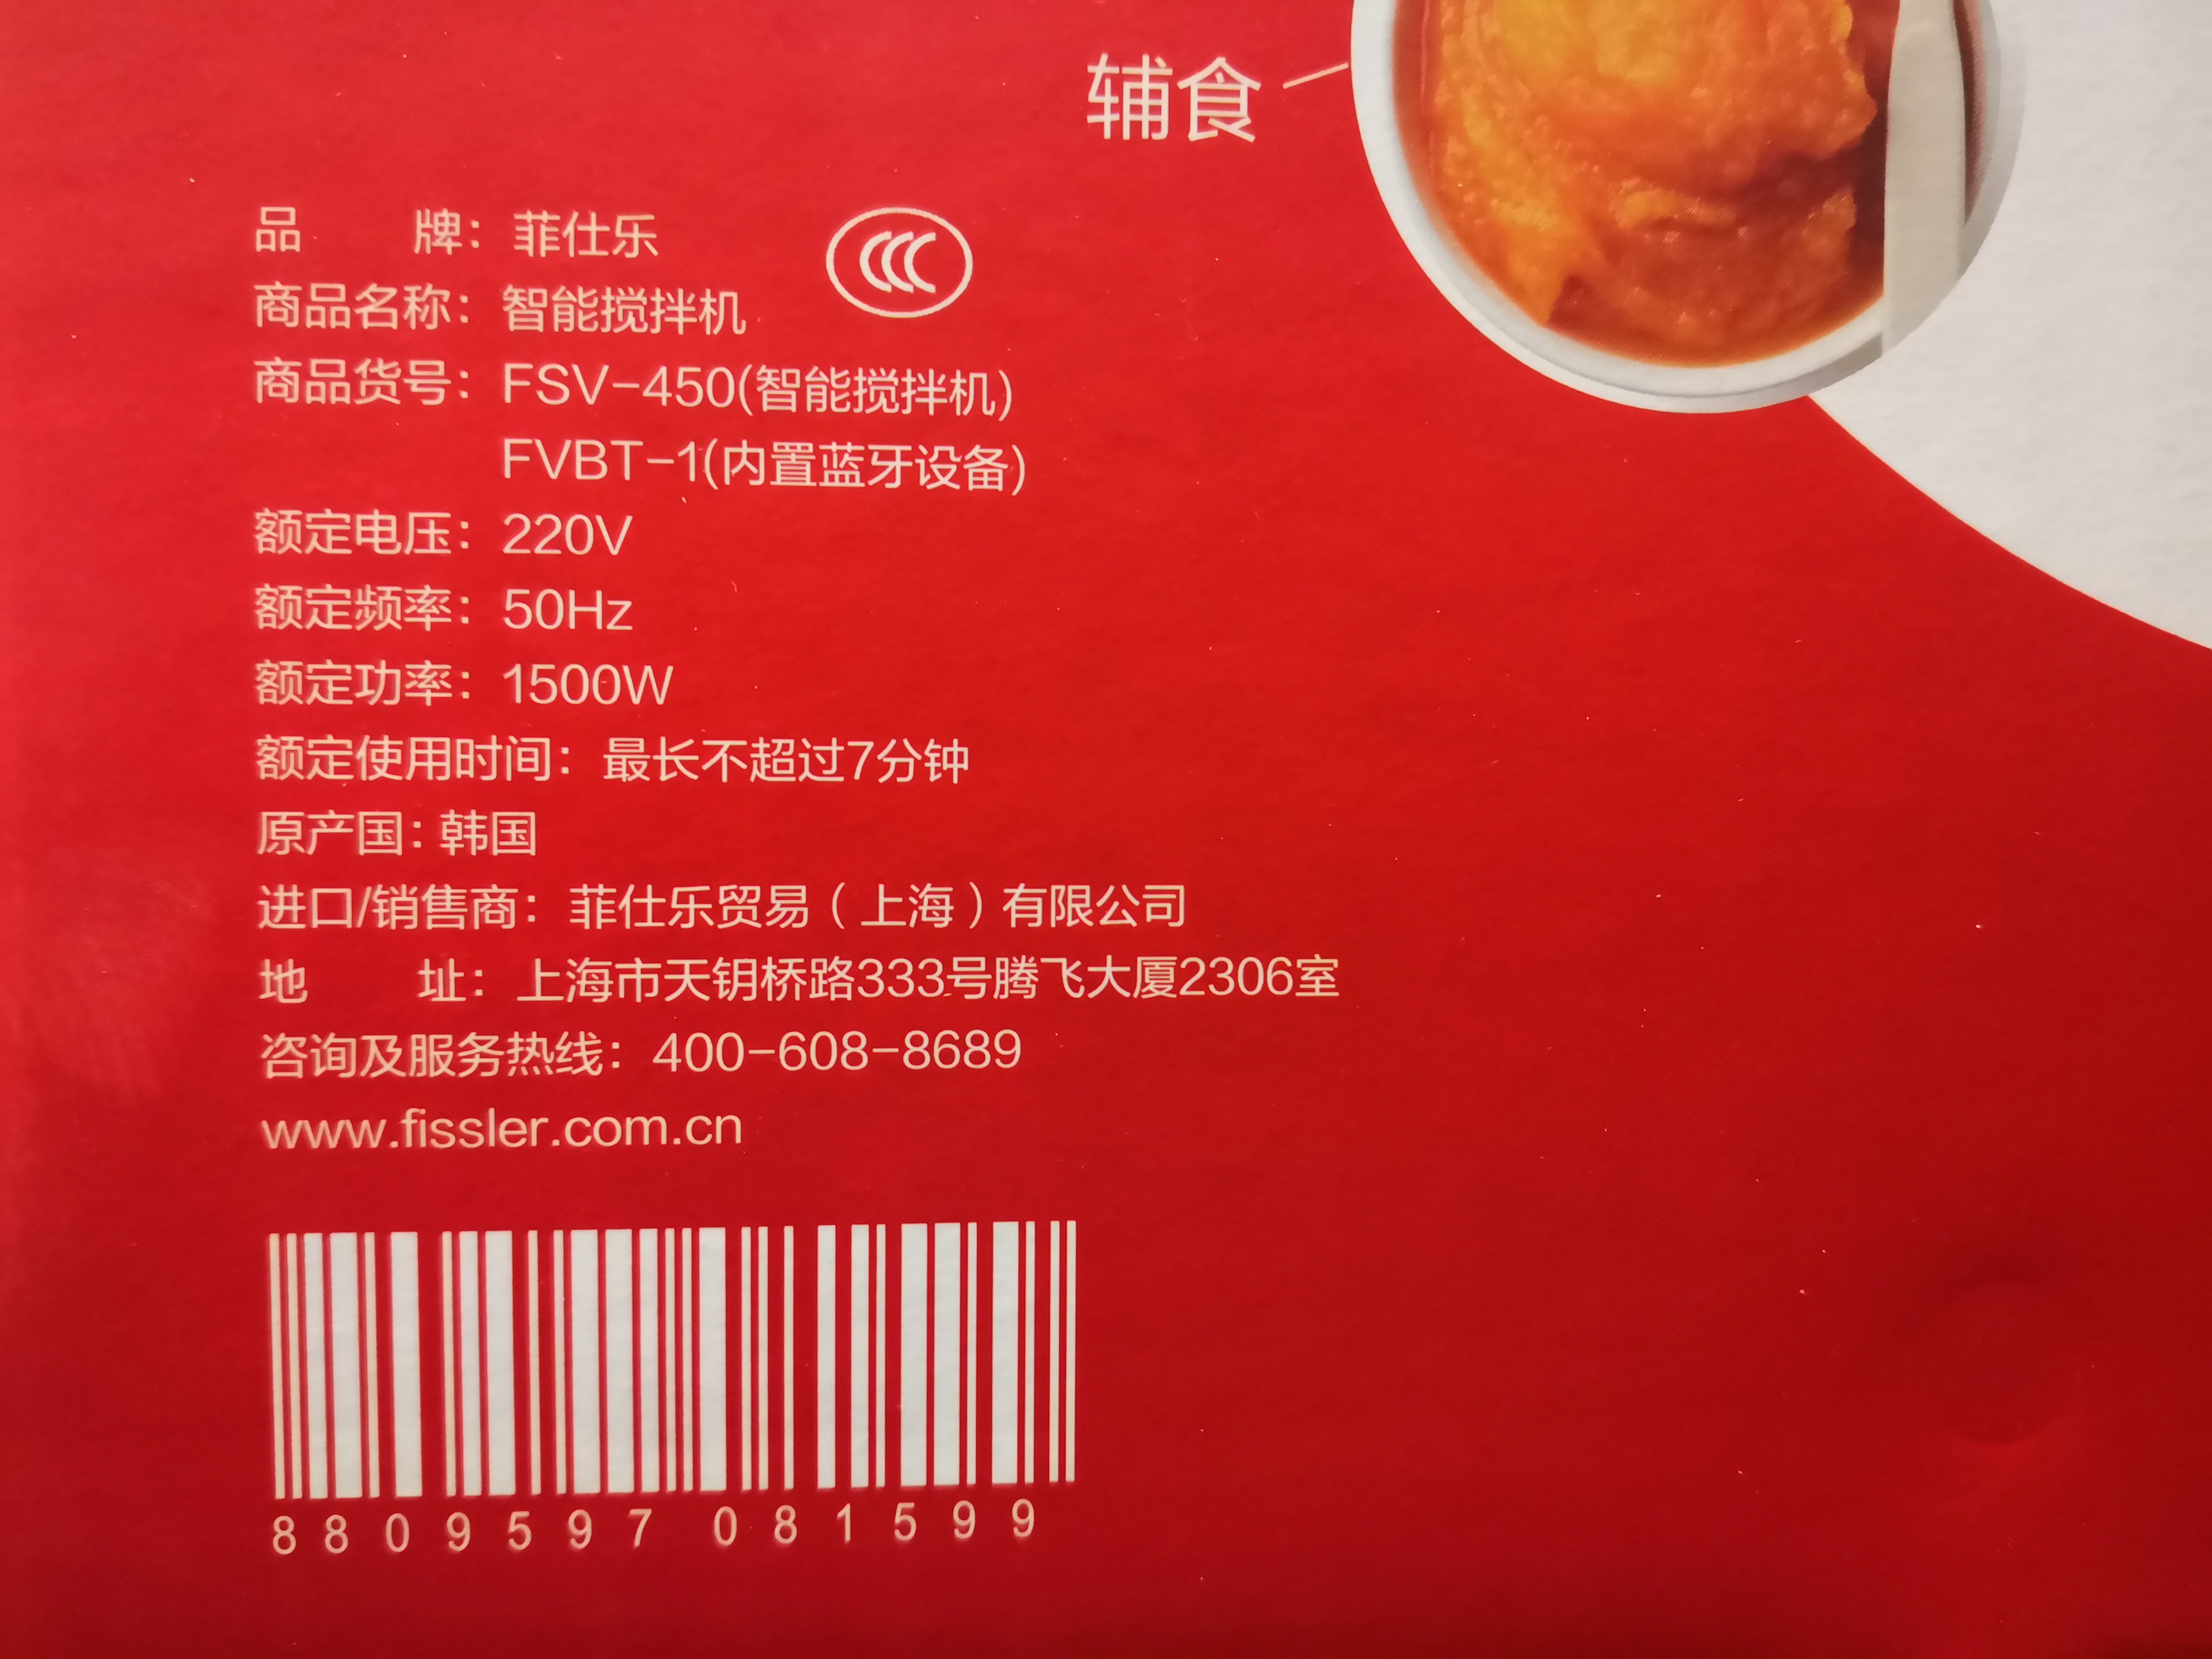 辅食
品 牌：菲仕乐
商品名称：智能搅拌机
商品货号：FSV-450(智能搅拌机)
FVBT-1(内置蓝牙设备)
额定电压：220V
额定频率：50Hz
额定功率：1500W
额定使用时间：最长不超过7分钟
原产国：韩国
进口/销售商：菲仕乐贸易（上海）有限公司
地 址：上海市天钥桥路333号腾飞大厦2306室
咨询及服务热线：400-608-8689
www.fissler.com.cn
8809597 081599